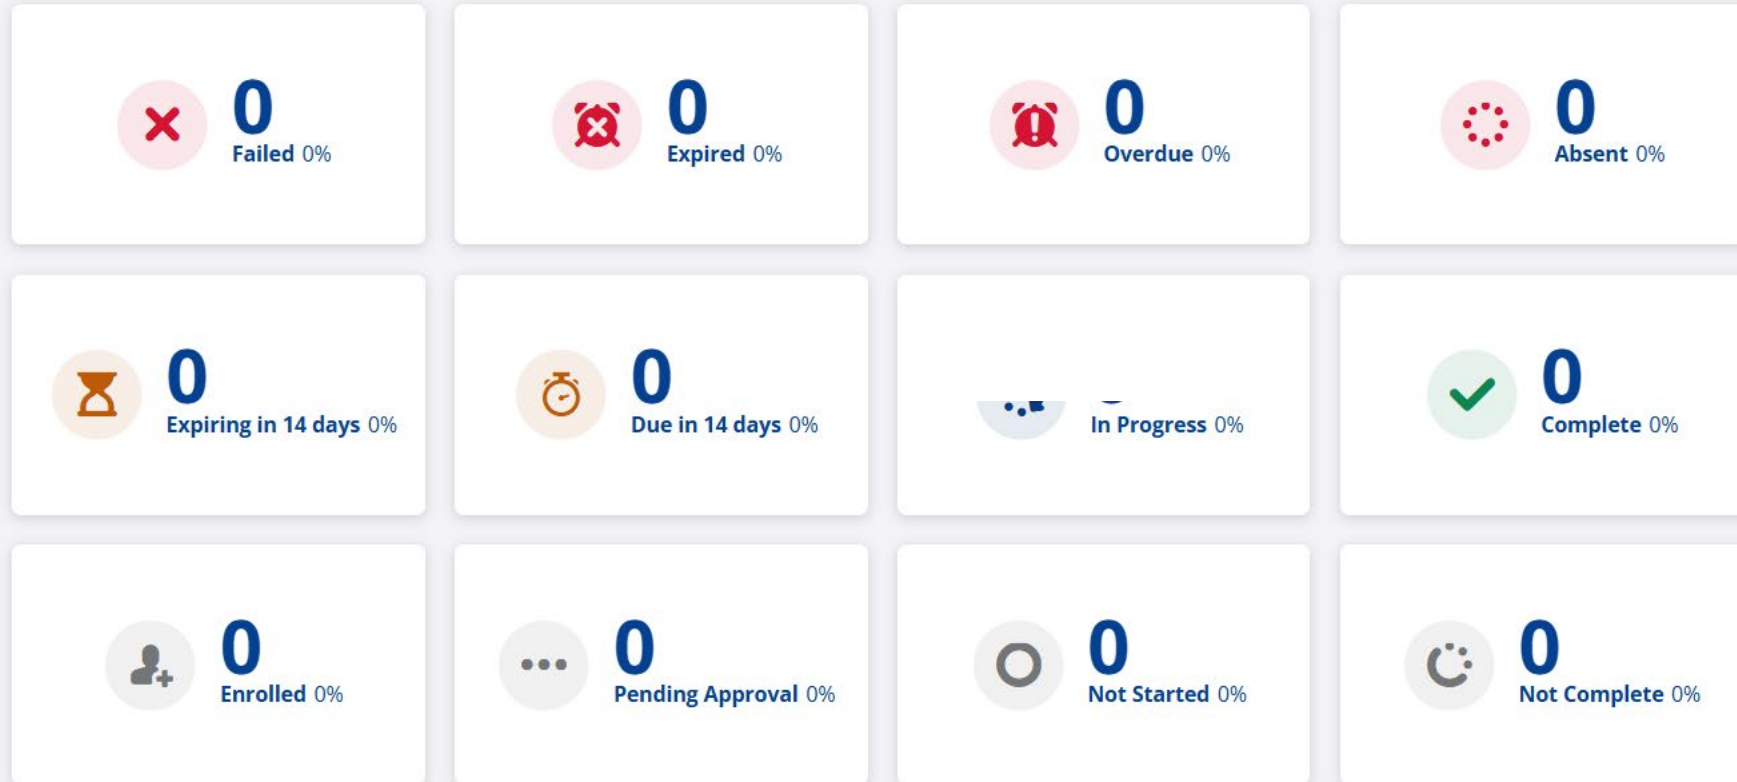 0
Failed 0%
0
Expired 0%
0
Overdue 0%
0
Absent 0%
0
Expiring in 14 days 0%
0
Due in 14 days 0%
In Progress 0%
0
Complete 0%
0
Enrolled 0%
0
Pending Approval 0%
0
Not Started 0%
0
Not Complete 0%